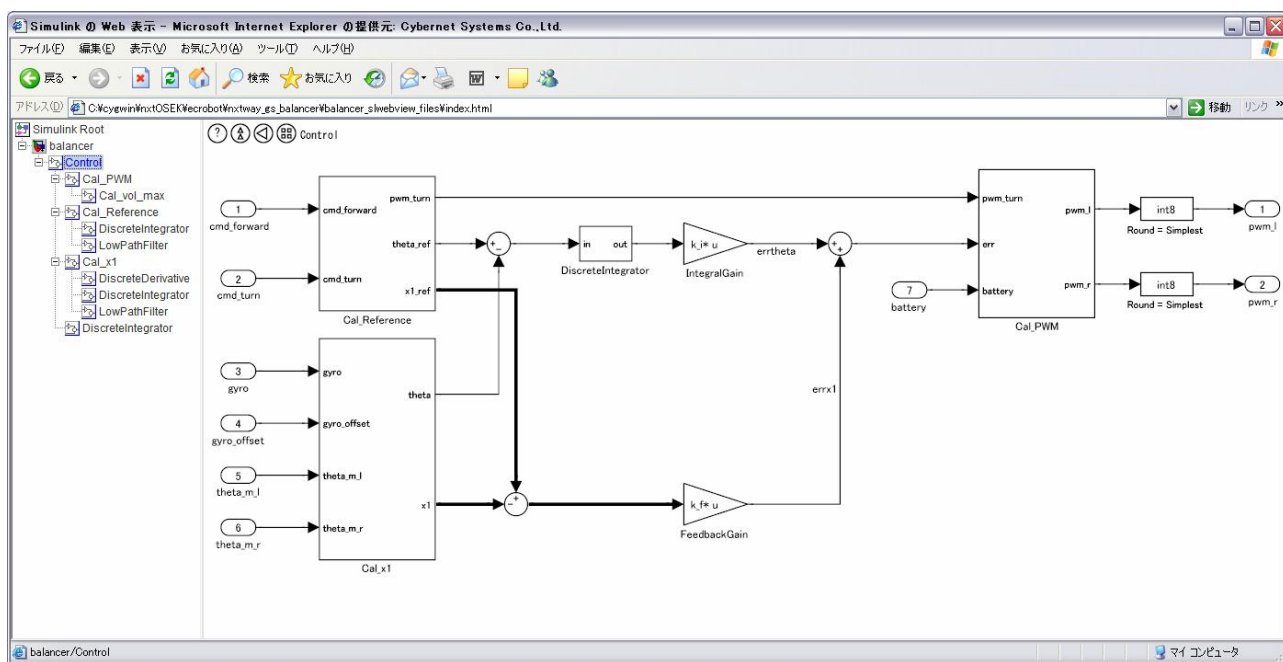 Simulink の Web 表示 - Microsoft Internet Explorer の提供元: Cybernet Systems Co.,Ltd.
ファイル(F) 編集(E) 表示(V) お気に入り(A) ツール(T) ヘルプ(H)
戻る 検索 お気に入り
アドレス(D) C:¥cygwin¥nxtOSEK¥ecrobot¥nxtway_gs_balancer¥balancer_slwebview_files¥index.html 移動 リンク »
Simulink Root
balancer
Control
Cal_PWM
Cal_vol_max
Cal_Reference
DiscreteIntegrator
LowPathFilter
Cal_x1
DiscreteDerivative
DiscreteIntegrator
LowPathFilter
DiscreteIntegrator
? Control
1
cmd_forward
2
cmd_turn
cmd_forward
cmd_turn
pwm_turn
theta_ref
x1_ref
Cal_Reference
3
gyro
4
gyro_offset
5
theta_m_l
6
theta_m_r
gyro
gyro_offset
theta_m_l
theta_m_r
theta
x1
Cal_x1
+
-
in out
DiscreteIntegrator
k_i* u
IntegralGain
errtheta
+
+
- +
k_f* u
FeedbackGain
errx1
7
battery
pwm_turn
err
battery
pwm_l
pwm_r
Cal_PWM
int8
Round = Simplest
1
pwm_l
int8
Round = Simplest
2
pwm_r
balancer/Control
マイ コンピュータ